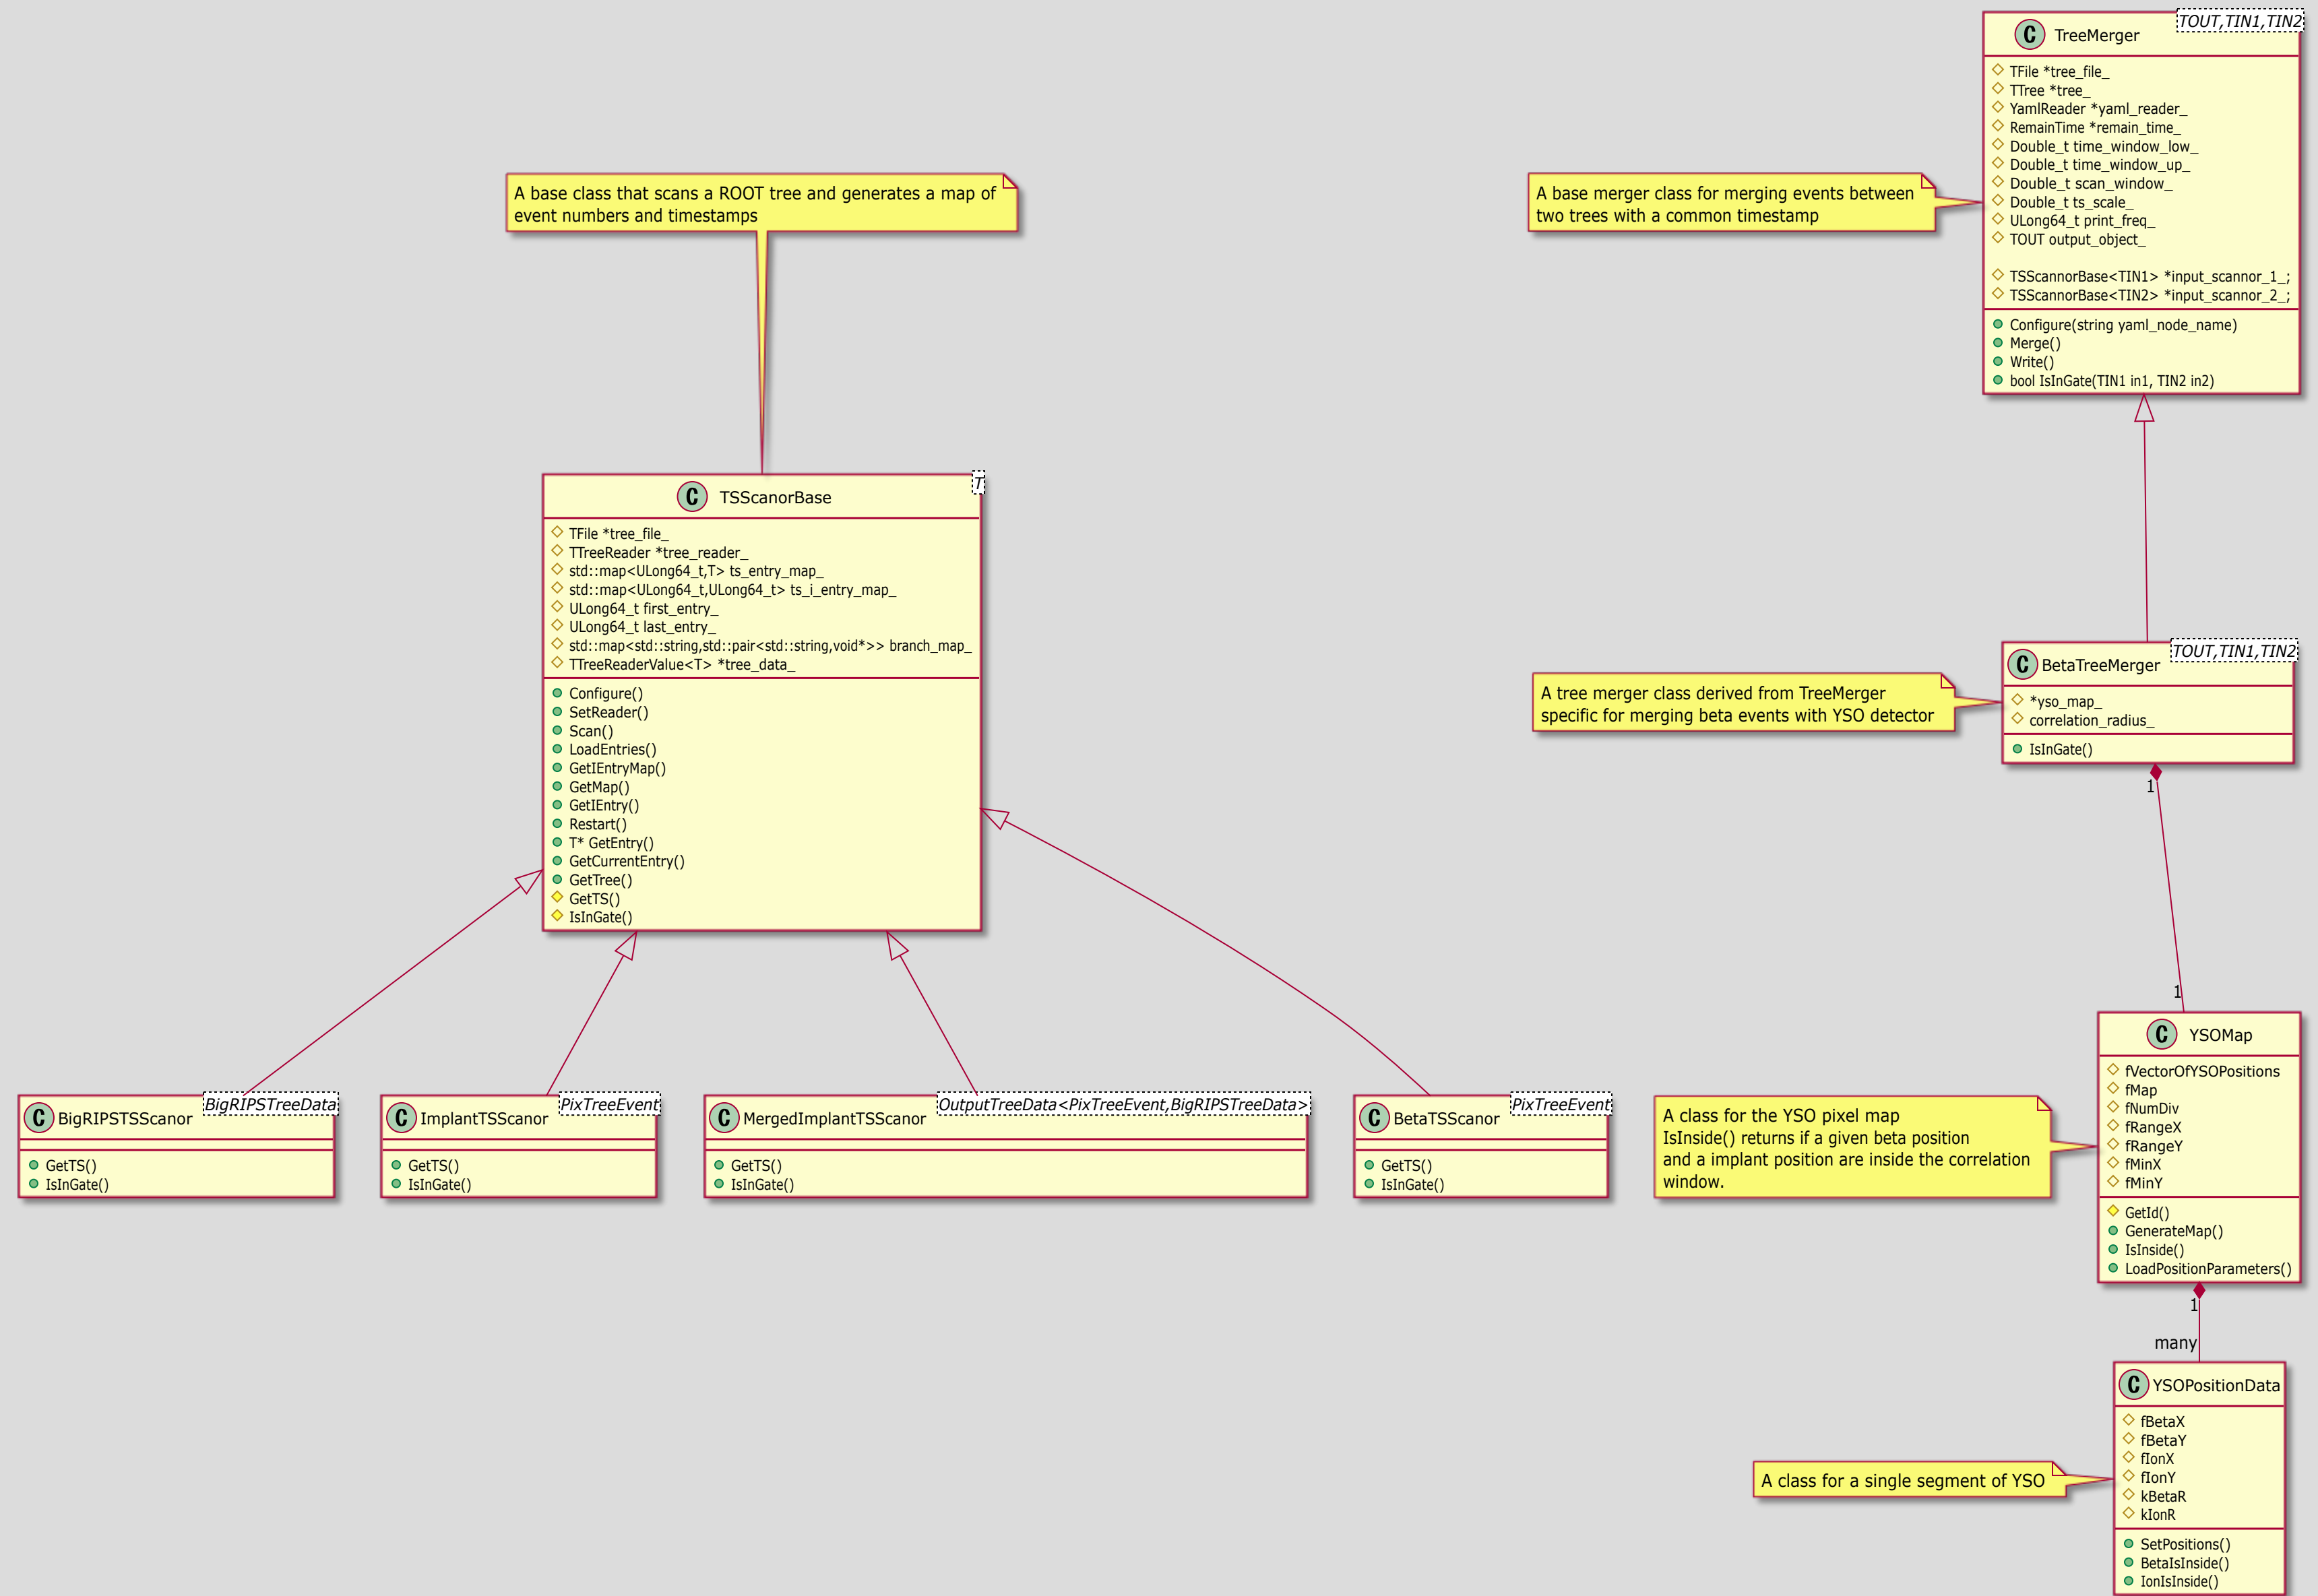 TOUT,TIN1,TIN2
C TreeMerger
TFile *tree_file_
TTree *tree_
YamlReader *yaml_reader_
RemainTime *remain_time_
Double_t time_window_low_
Double_t time_window_up_
Double_t scan_window_
Double_t ts_scale_
ULong64_t print_freq_
TOUT output_object_
TSScannorBase<TIN1> *input_scannor_1_;
TSScannorBase<TIN2> *input_scannor_2_;
Configure(string yaml_node_name)
Merge()
Write()
bool IsInGate(TIN1 in1, TIN2 in2)
A base merger class for merging events between
two trees with a common timestamp
A base class that scans a ROOT tree and generates a map of
event numbers and timestamps
T
C TSScanorBase
TFile *tree_file_
TTreeReader *tree_reader_
std::map<ULong64_t,T> ts_entry_map_
std::map<ULong64_t,ULong64_t> ts_i_entry_map_
ULong64_t first_entry_
ULong64_t last_entry_
std::map<std::string,std::pair<std::string,void*>> branch_map_
TTreeReaderValue<T> *tree_data_
Configure()
SetReader()
Scan()
LoadEntries()
GetIEntryMap()
GetMap()
GetIEntry()
Restart()
T* GetEntry()
GetCurrentEntry()
GetTree()
GetTS()
IsInGate()
TOUT,TIN1,TIN2
C BetaTreeMerger
*yso_map_
correlation_radius_
IsInGate()
A tree merger class derived from TreeMerger
specific for merging beta events with YSO detector
1
1
BigRIPSTreeData
C BigRIPSTSScanor
GetTS()
IsInGate()
PixTreeEvent
C ImplantTSScanor
GetTS()
IsInGate()
OutputTreeData<PixTreeEvent,BigRIPSTreeData>
C MergedImplantTSScanor
GetTS()
IsInGate()
PixTreeEvent
C BetaTSScanor
GetTS()
IsInGate()
A class for the YSO pixel map
IsInside() returns if a given beta position
and a implant position are inside the correlation
window.
C YSOMap
fVectorOfYSOPositions
fMap
fNumDiv
fRangeX
fRangeY
fMinX
fMinY
GetId()
GenerateMap()
IsInside()
LoadPositionParameters()
1
many
C YSOPositionData
fBetaX
fBetaY
fIonX
fIonY
kBetaR
kIonR
SetPositions()
BetaIsInside()
IonIsInside()
A class for a single segment of YSO